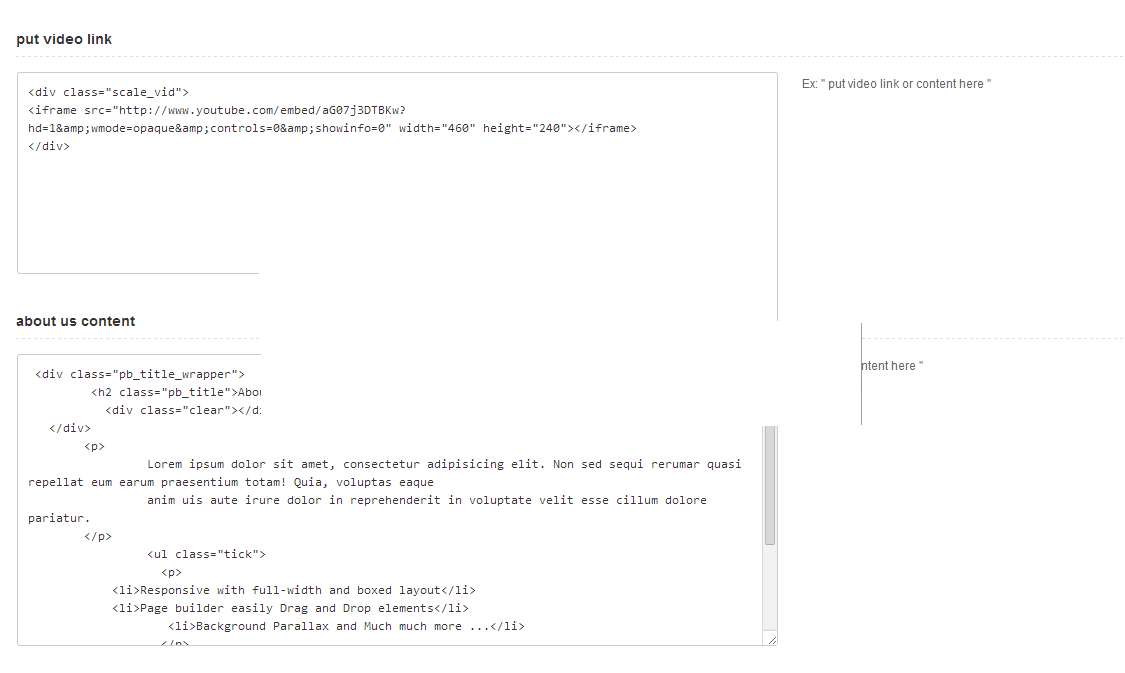 put video link
<div class="scale_vid">
Ex: " put video link or content here "
<iframe src="http://www.youtube.com/embed/aG07j3DTBKw?
hd=1&amp;wmode=opaque&amp;controls=0&amp;showinfo=0" width="460" height="240"></iframe>
</div>
about us content
<div class="pb_title_wrapper">
here "
<h2 class="pb_title">
<div class="clear">
</div>
<p>
Lorem ipsum dolor sit amet, consectetur adipisicing elit. Non sed sequi rerumar quasi
repellat eum earum praesentium totam! Quia, voluptas eaque
anim uis aute irure dolor in reprehenderit in voluptate velit esse cillum dolore
pariatur.
</p>
<ul class="tick">
<p>
<li>Responsive with full-width and boxed layout</li>
<li>Page builder easily Drag and Drop elements</li>
<li>Background Parallax and Much much more ...</li>
</p>